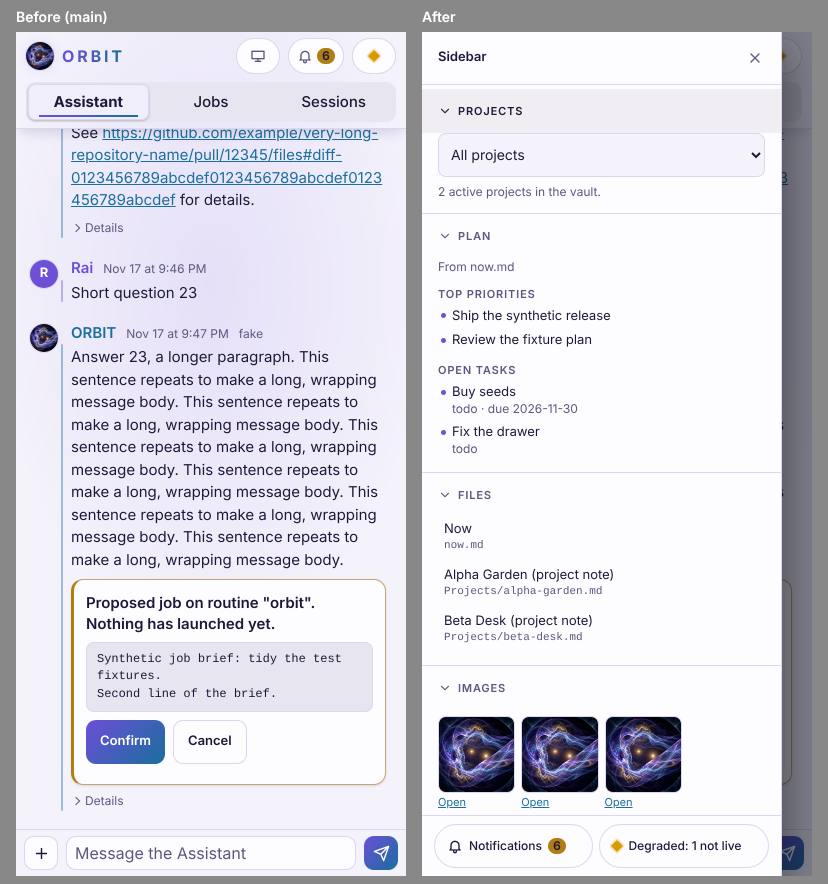 Before (main)
ORBIT
6
Assistant
Jobs
Sessions
See https://github.com/example/very-long-
repository-name/pull/12345/files#diff-
0123456789abcdef0123456789abcdef0123
456789abcdef for details.
Details
R
Rai Nov 17 at 9:46 PM
Short question 23
ORBIT Nov 17 at 9:47 PM fake
Answer 23, a longer paragraph. This
sentence repeats to make a long, wrapping
message body. This sentence repeats to
make a long, wrapping message body. This
sentence repeats to make a long, wrapping
message body. This sentence repeats to
make a long, wrapping message body. This
sentence repeats to make a long, wrapping
message body. This sentence repeats to
make a long, wrapping message body.
Proposed job on routine "orbit".
Nothing has launched yet.
Synthetic job brief: tidy the test
fixtures.
Second line of the brief.
Confirm
Cancel
Details
+
Message the Assistant
After
Sidebar
PROJECTS
All projects
2 active projects in the vault.
PLAN
From now.md
TOP PRIORITIES
• Ship the synthetic release
• Review the fixture plan
OPEN TASKS
• Buy seeds
todo · due 2026-11-30
• Fix the drawer
todo
FILES
Now
now.md
Alpha Garden (project note)
Projects/alpha-garden.md
Beta Desk (project note)
Projects/beta-desk.md
IMAGES
Open
Open
Open
Notifications 6
Degraded: 1 not live